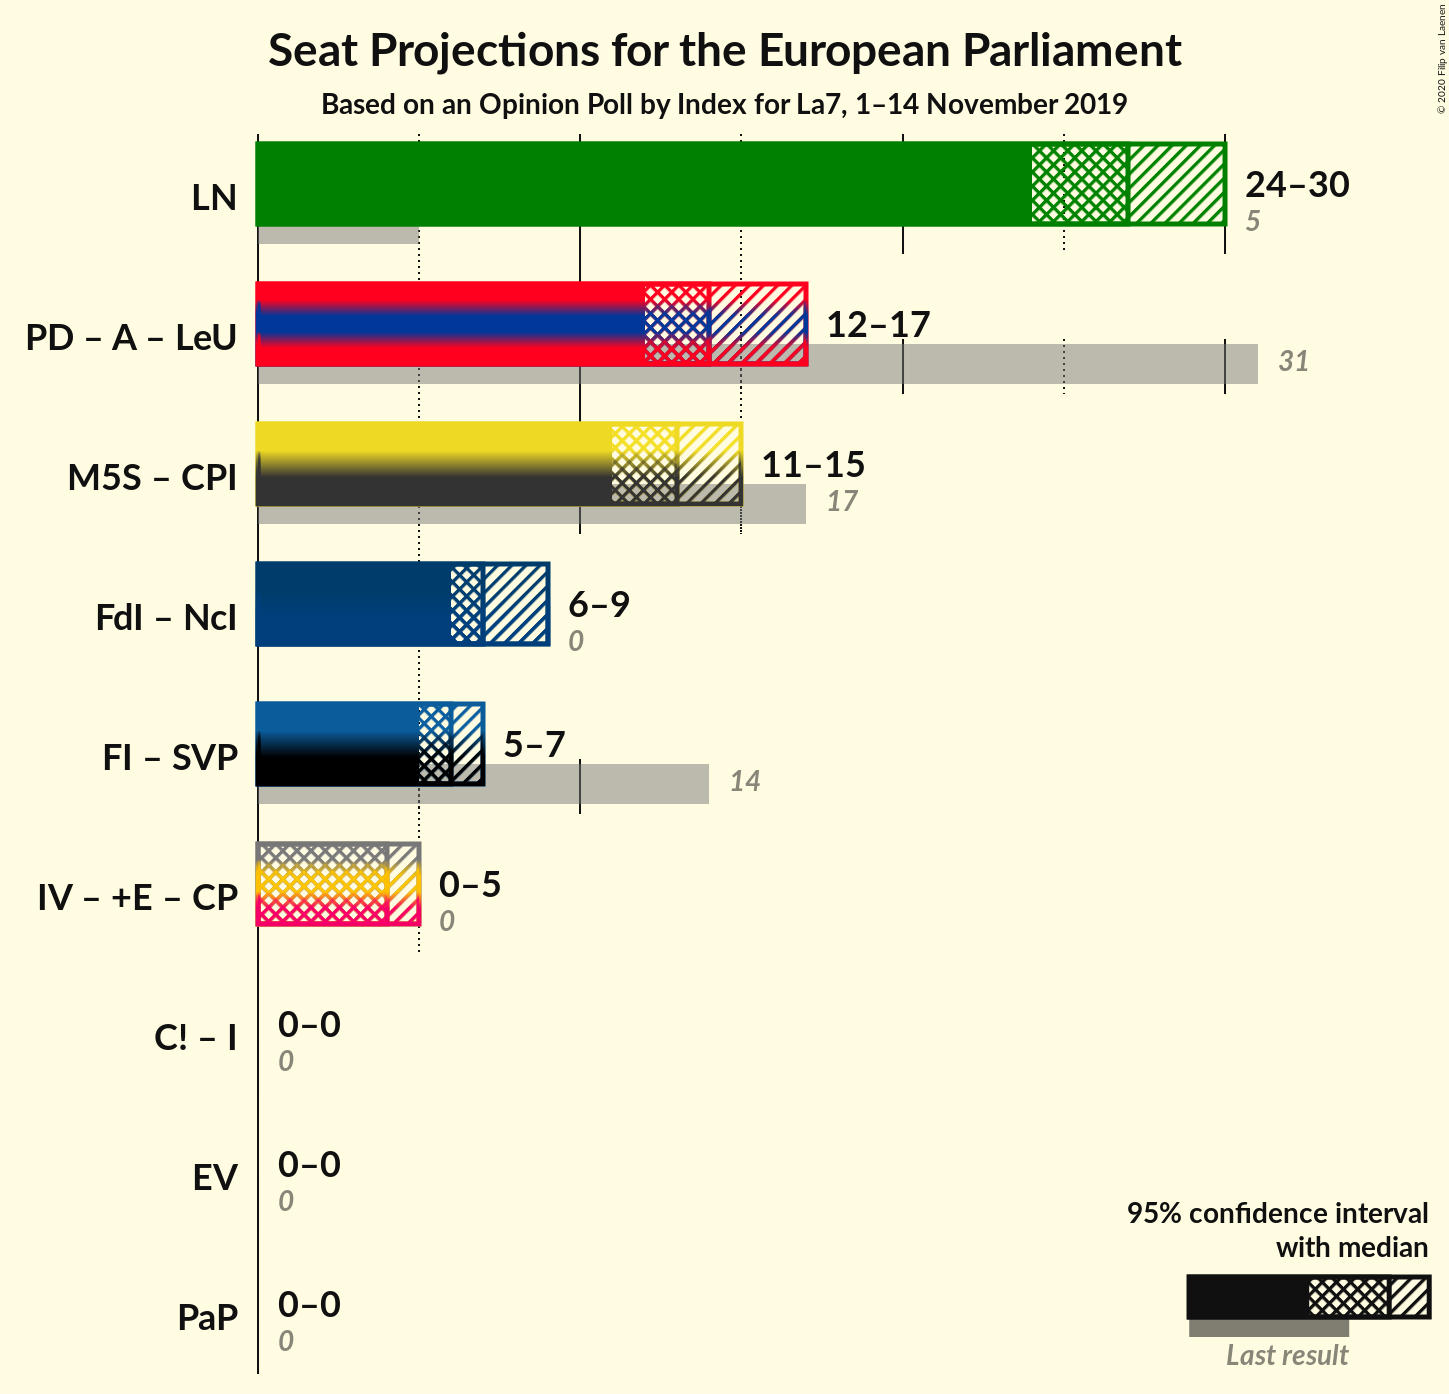 Seat Projections for the European Parliament
Based on an Opinion Poll by Index for La7, 1–14 November 2019
© 2020 Filip van Laenen
LN
24–30
5
PD – A – LeU
12–17
31
M5S – CPI
11–15
17
FdI – NcI
6–9
0
FI – SVP
5–7
14
IV – +E – CP
0–5
0
C! – I
0–0
0
EV
0–0
0
PaP
0–0
0
95% confidence interval
with median
Last result